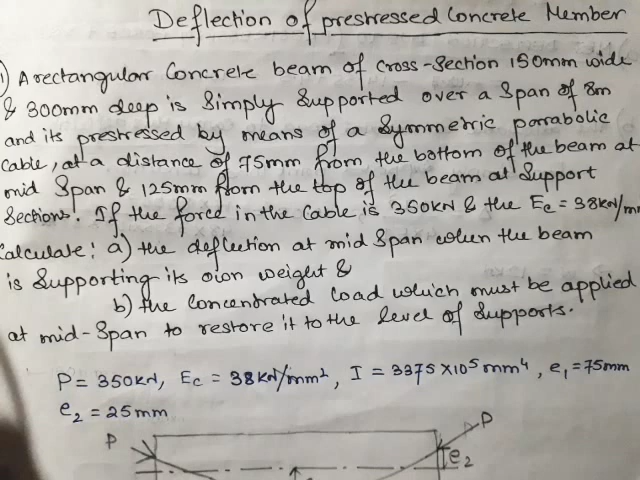 Deflection of prestressed Concrete Member
1) A rectangular Concrete beam of Cross-Section 150mm wide
& 300mm deep is Simply Supported over a Span of 8m
and its prestressed by means of a Symmetric parrabolic
Cable, at a distance of 75mm from the bottom of the beam at
mid Span & 125mm from the top of the beam at Support
Sections. If the force in the Cable is 350KN & the Ec = 38KN/mm
Calculate: a) the deflection at mid Span when the beam
is Supporting its own weight &
b) the Concentrated load which must be applied
at mid-Span to restore it to the level of Supports.
P = 350KN, Ec = 38KN/mm², I = 3375 X10⁵ mm⁴, e₁ = 75mm
e₂ = 25mm
P
P
e₂